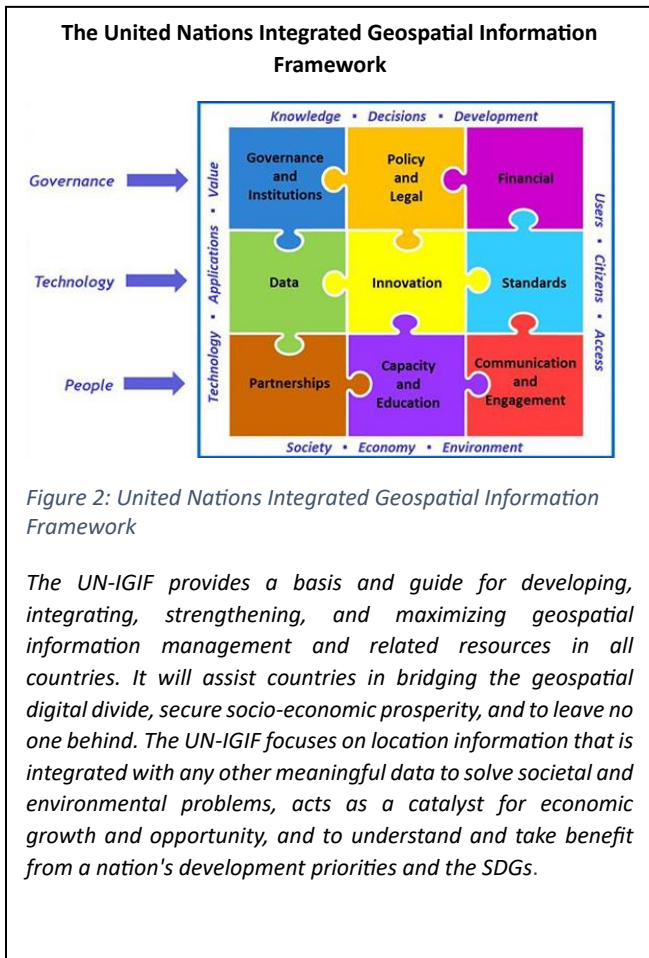 The United Nations Integrated Geospatial Information
Framework
Knowledge • Decisions • Development
Governance
Technology
People
Technology • Applications • Value
Governance
and
Institutions
Policy
and
Legal
Financial
Data
Innovation
Standards
Partnerships
Capacity
and
Education
Communication
and
Engagement
Users • Citizens • Access
Society • Economy • Environment
Figure 2: United Nations Integrated Geospatial Information
Framework
The UN-IGIF provides a basis and guide for developing,
integrating, strengthening, and maximizing geospatial
information management and related resources in all
countries. It will assist countries in bridging the geospatial
digital divide, secure socio-economic prosperity, and to leave no
one behind. The UN-IGIF focuses on location information that is
integrated with any other meaningful data to solve societal and
environmental problems, acts as a catalyst for economic
growth and opportunity, and to understand and take benefit
from a nation's development priorities and the SDGs.